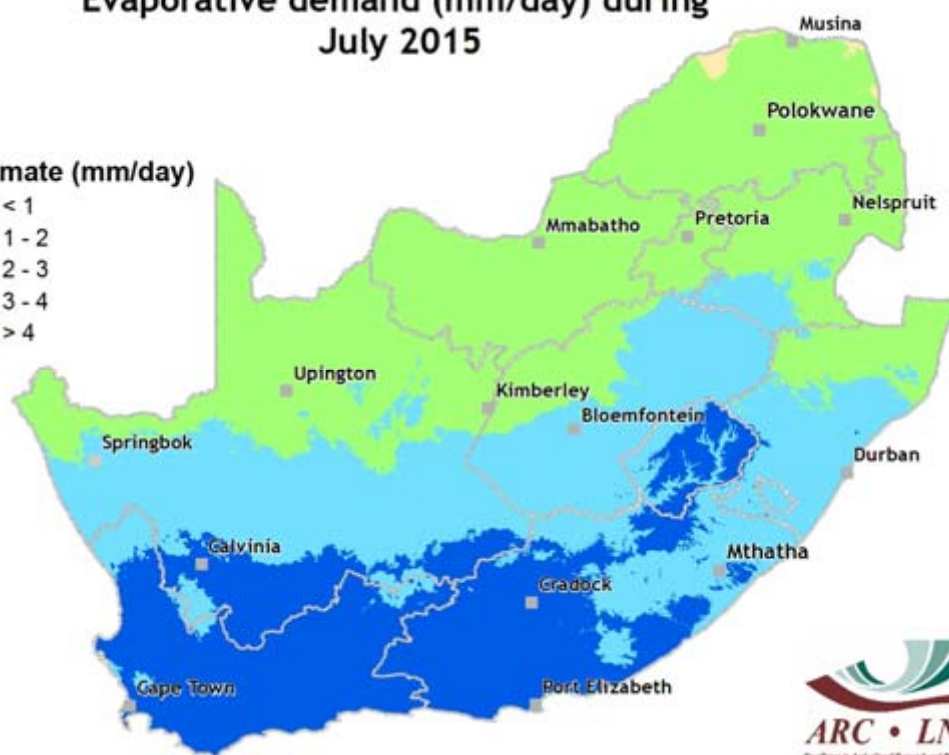 Evaporative demand (mm/day) during
July 2015
Musina
Polokwane
mate (mm/day)
< 1
1 - 2
2 - 3
3 - 4
> 4
Nelspruit
Pretoria
Mmabatho
Upington
Kimberley
Bloemfontein
Springbok
Durban
Calvinia
Mthatha
Cradock
Cape Town
Port Elizabeth
ARC • LN